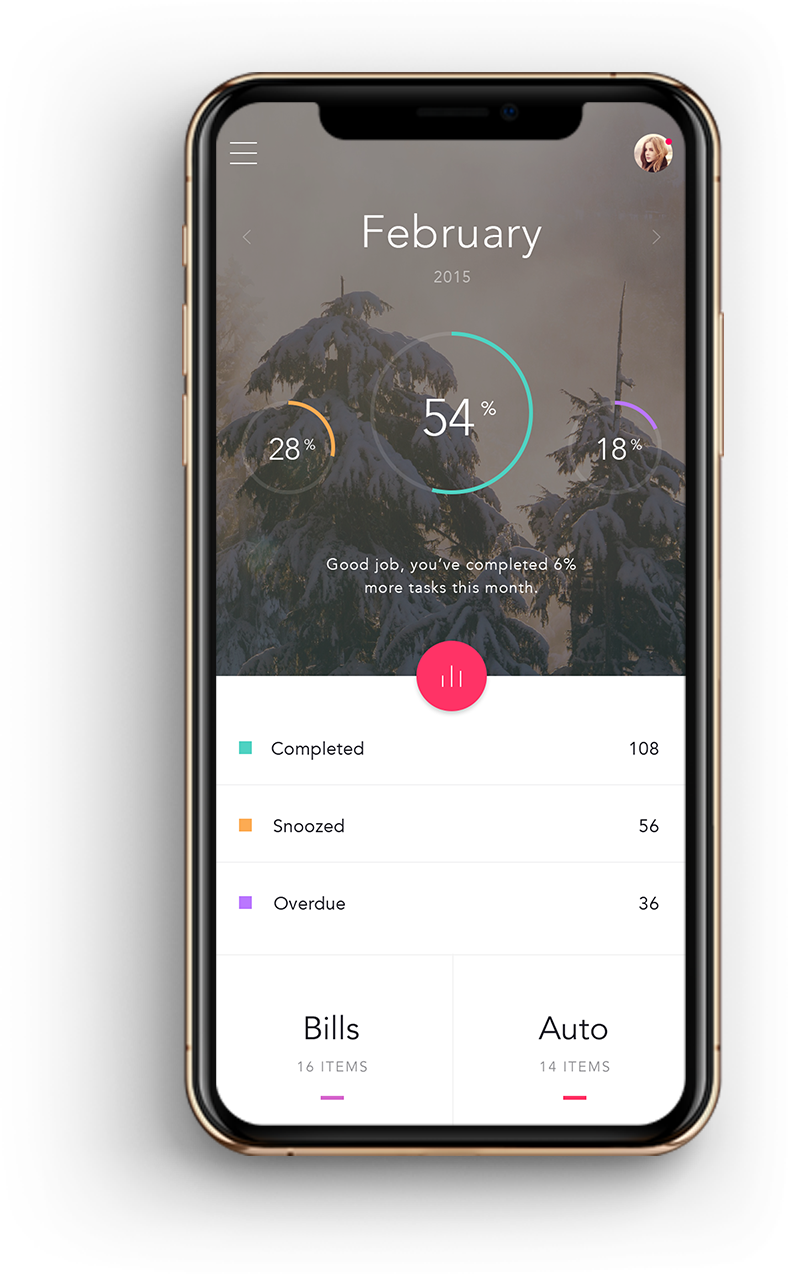 February
2015
54 %
28 %
18 %
Good job, you’ve completed 6%
more tasks this month.
Completed 108
Snoozed 56
Overdue 36
Bills Auto
16 ITEMS 14 ITEMS